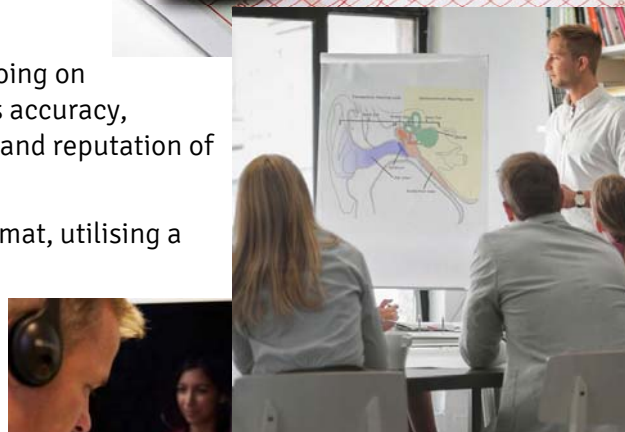 oing on
s accuracy,
and reputation of
mat, utilising a